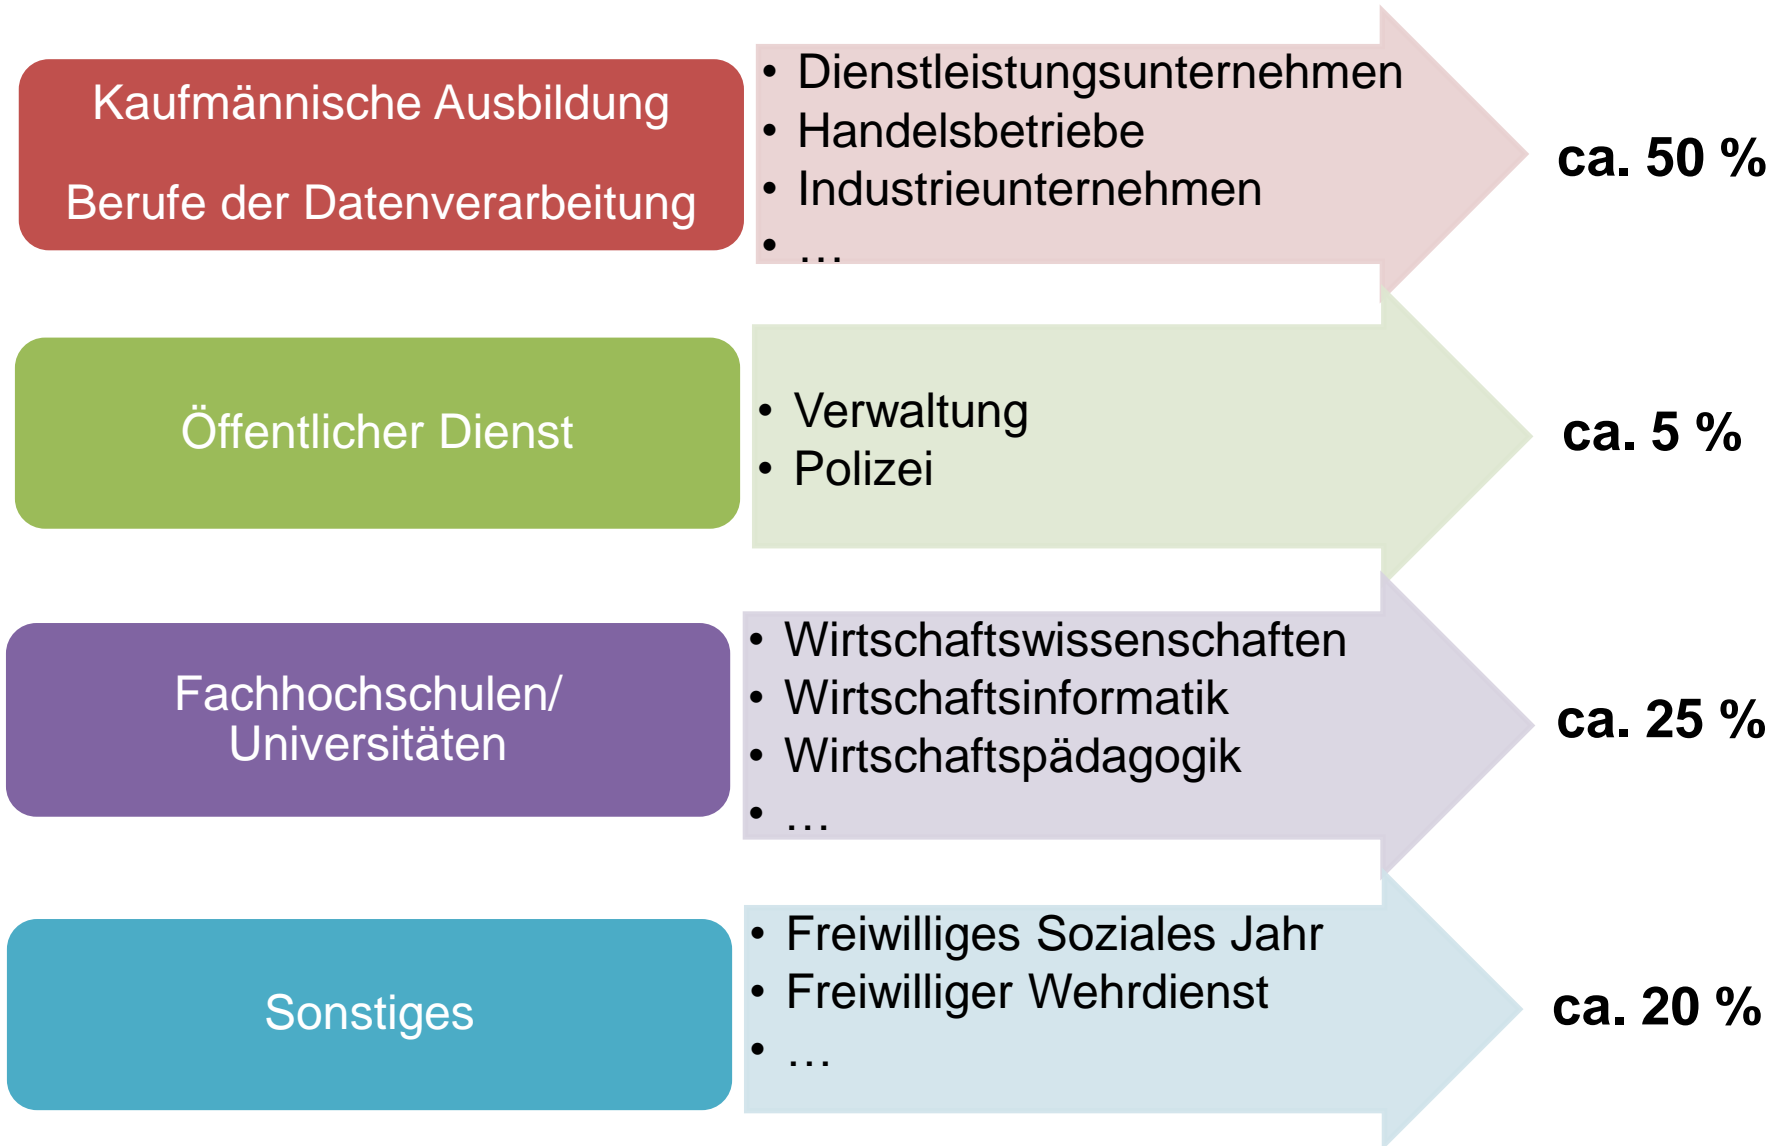 Kaufmännische Ausbildung
Berufe der Datenverarbeitung
• Dienstleistungsunternehmen
• Handelsbetriebe
• Industrieunternehmen
• …
ca. 50 %
Öffentlicher Dienst
• Verwaltung
• Polizei
ca. 5 %
Fachhochschulen/
Universitäten
• Wirtschaftswissenschaften
• Wirtschaftsinformatik
• Wirtschaftspädagogik
• …
ca. 25 %
Sonstiges
• Freiwilliges Soziales Jahr
• Freiwilliger Wehrdienst
• …
ca. 20 %